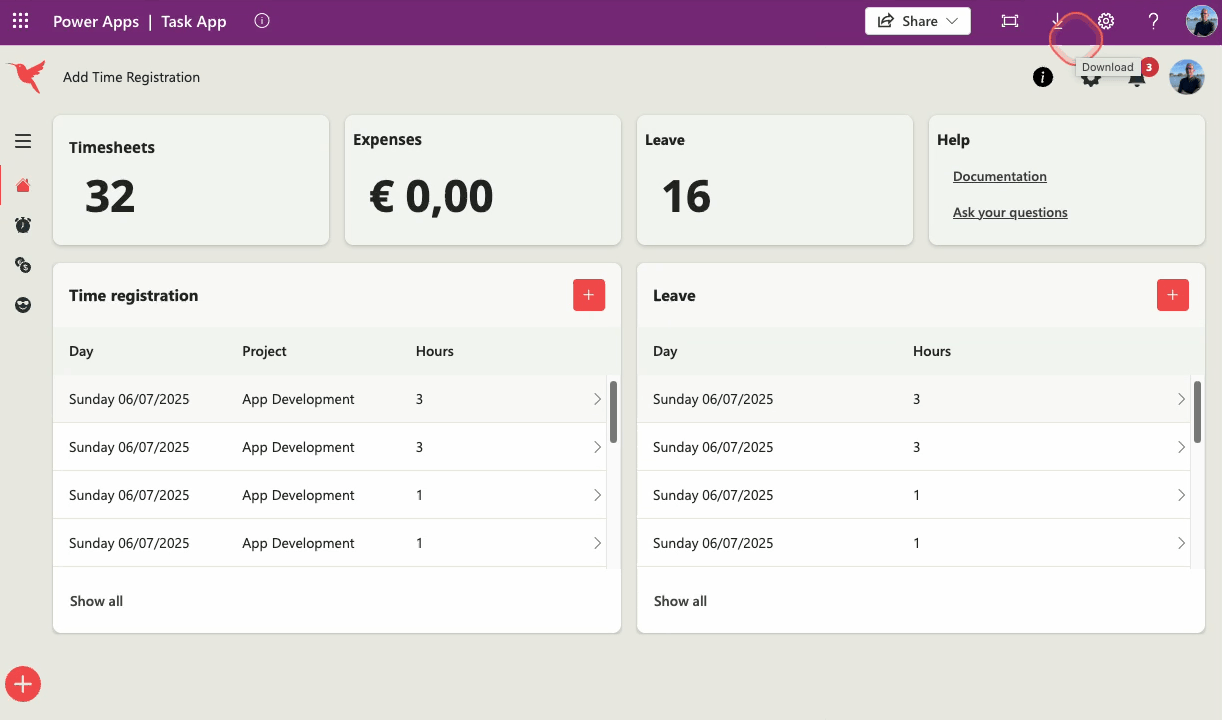 Power Apps | Task App
Share
Download
3
Add Time Registration
Timesheets
32
Expenses
€ 0,00
Leave
16
Help
Documentation
Ask your questions
Time registration
Day Project Hours
Sunday 06/07/2025 App Development 3
Sunday 06/07/2025 App Development 3
Sunday 06/07/2025 App Development 1
Sunday 06/07/2025 App Development 1
Show all
Leave
Day Hours
Sunday 06/07/2025 3
Sunday 06/07/2025 3
Sunday 06/07/2025 1
Sunday 06/07/2025 1
Show all